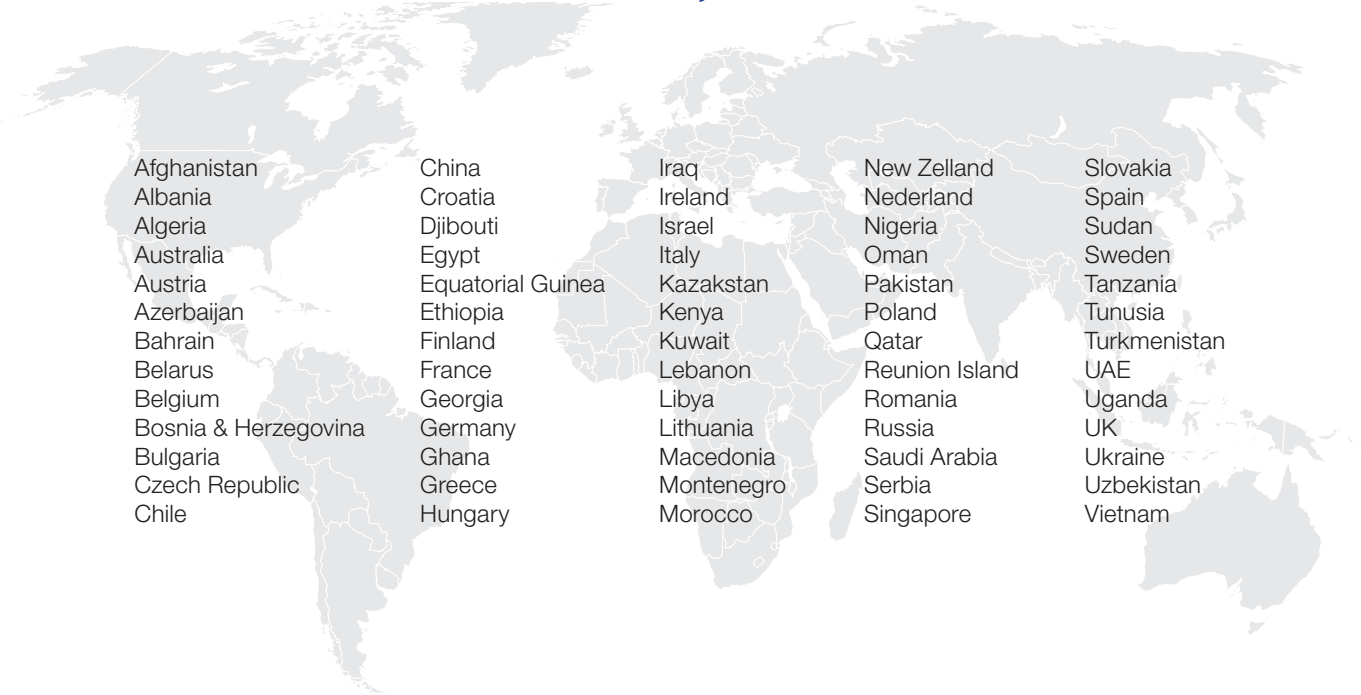 Afghanistan
Albania
Algeria
Australia
Austria
Azerbaijan
Bahrain
Belarus
Belgium
Bosnia & Herzegovina
Bulgaria
Czech Republic
Chile
China
Croatia
Djibouti
Egypt
Equatorial Guinea
Ethiopia
Finland
France
Georgia
Germany
Ghana
Greece
Hungary
Iraq
Ireland
Israel
Italy
Kazakstan
Kenya
Kuwait
Lebanon
Libya
Lithuania
Macedonia
Montenegro
Morocco
New Zelland
Nederland
Nigeria
Oman
Pakistan
Poland
Qatar
Reunion Island
Romania
Russia
Saudi Arabia
Serbia
Singapore
Slovakia
Spain
Sudan
Sweden
Tanzania
Tunusia
Turkmenistan
UAE
Uganda
UK
Ukraine
Uzbekistan
Vietnam